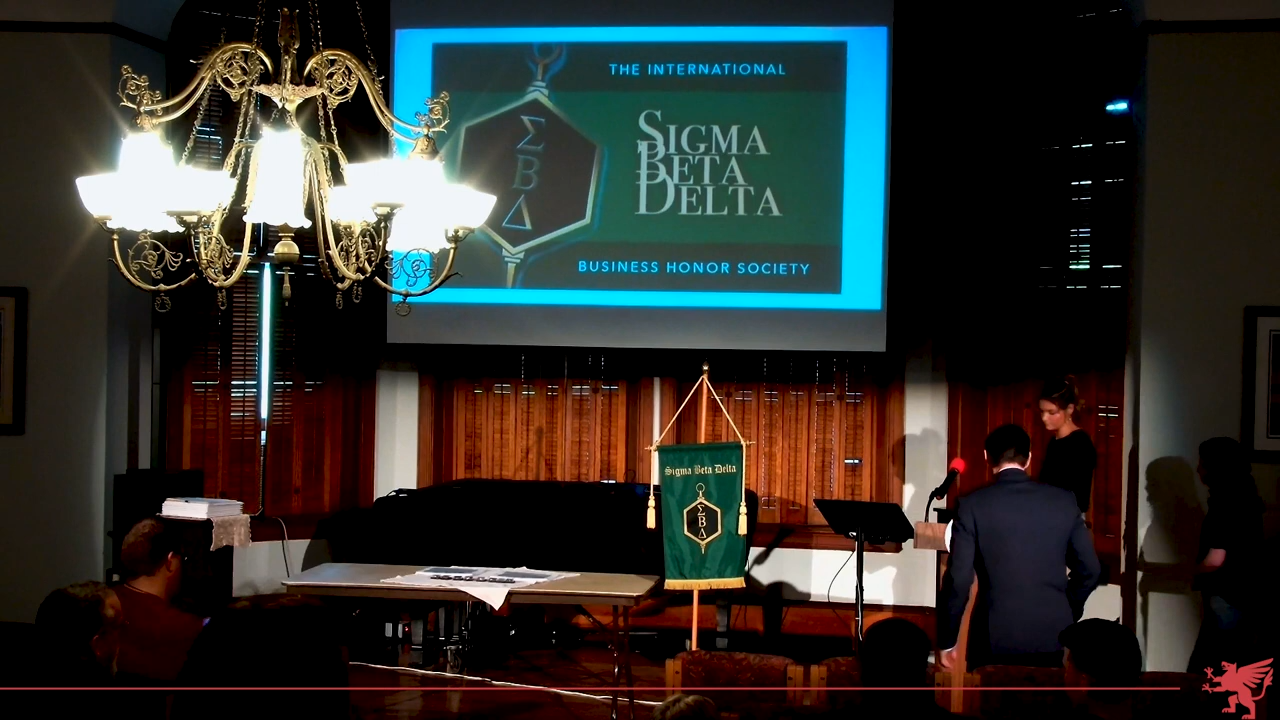 THE INTERNATIONAL
ΣΒΔ
SIGMA
BETA
DELTA
BUSINESS HONOR SOCIETY
Sigma Beta Delta
ΣΒΔ